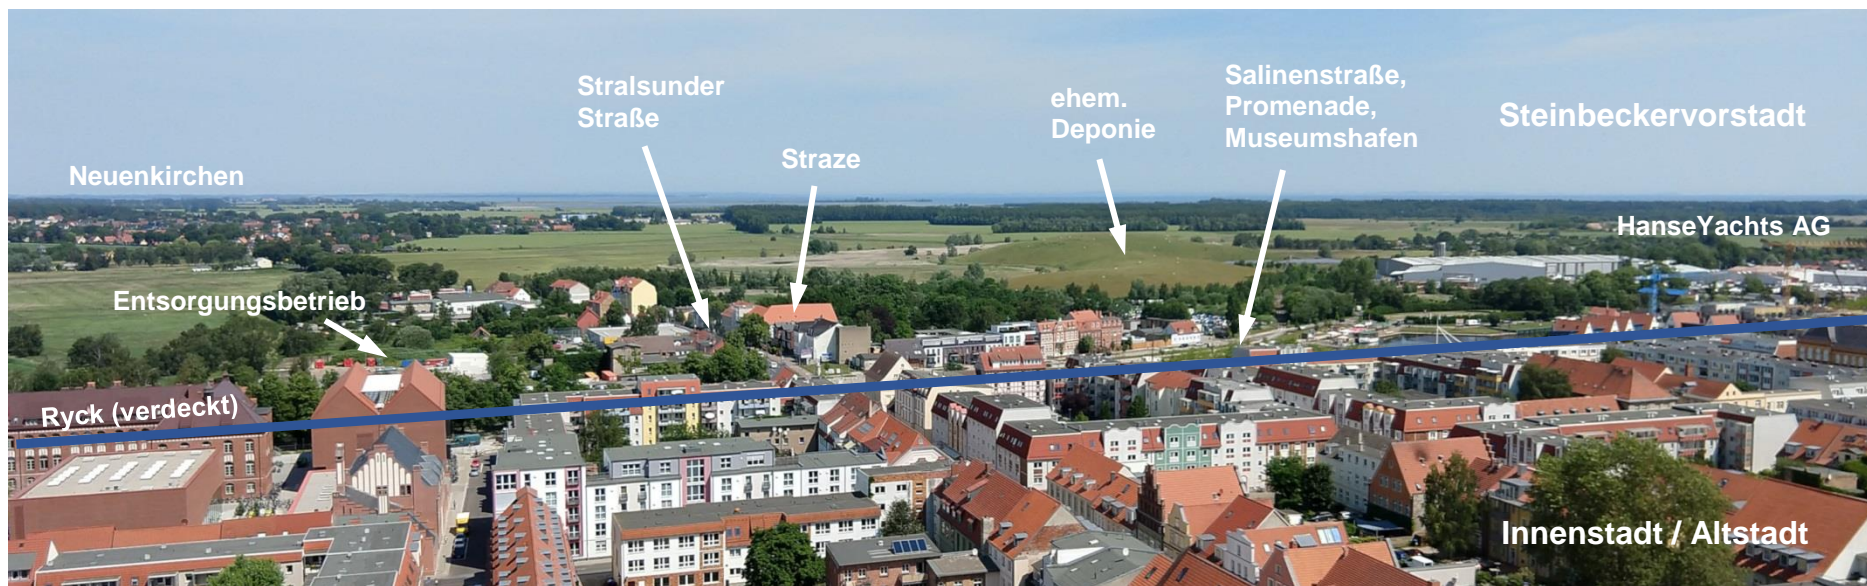 Stralsunder
Straße
ehem.
Deponie
Salinenstraße,
Promenade,
Museumshafen
Steinbeckervorstadt
Straze
Neuenkirchen
HanseYachts AG
Entsorgungsbetrieb
Ryck (verdeckt)
Innenstadt / Altstadt